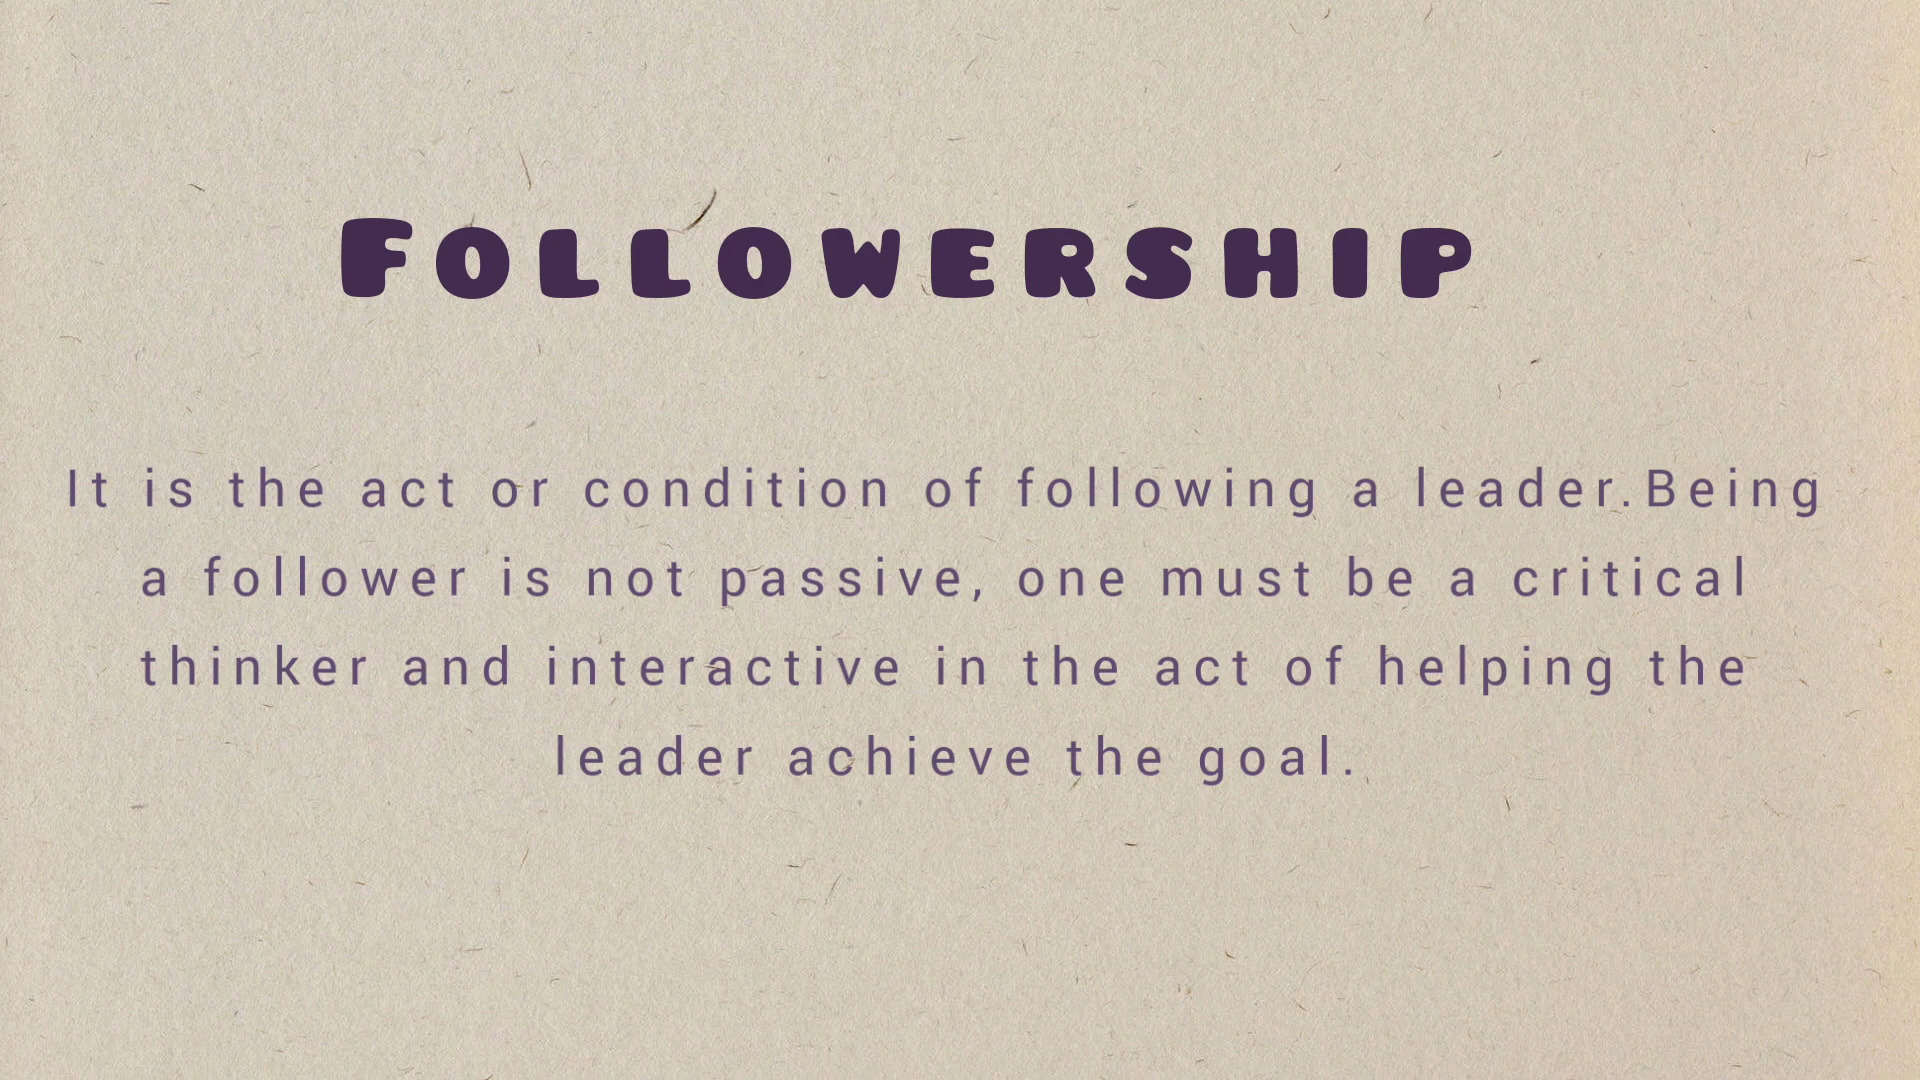 Followership
It is the act or condition of following a leader.Being
a follower is not passive, one must be a critical
thinker and interactive in the act of helping the
leader achieve the goal.